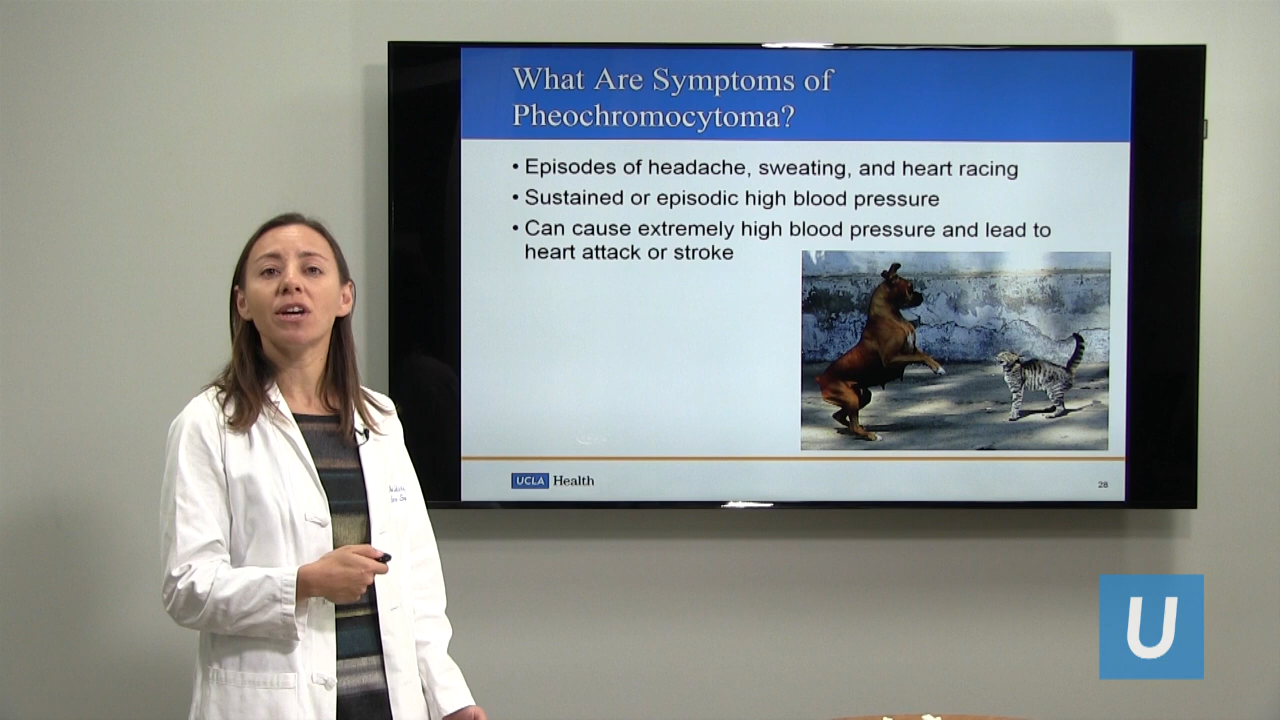 What Are Symptoms of
Pheochromocytoma?
• Episodes of headache, sweating, and heart racing
• Sustained or episodic high blood pressure
• Can cause extremely high blood pressure and lead to
heart attack or stroke
UCLA Health
28
U